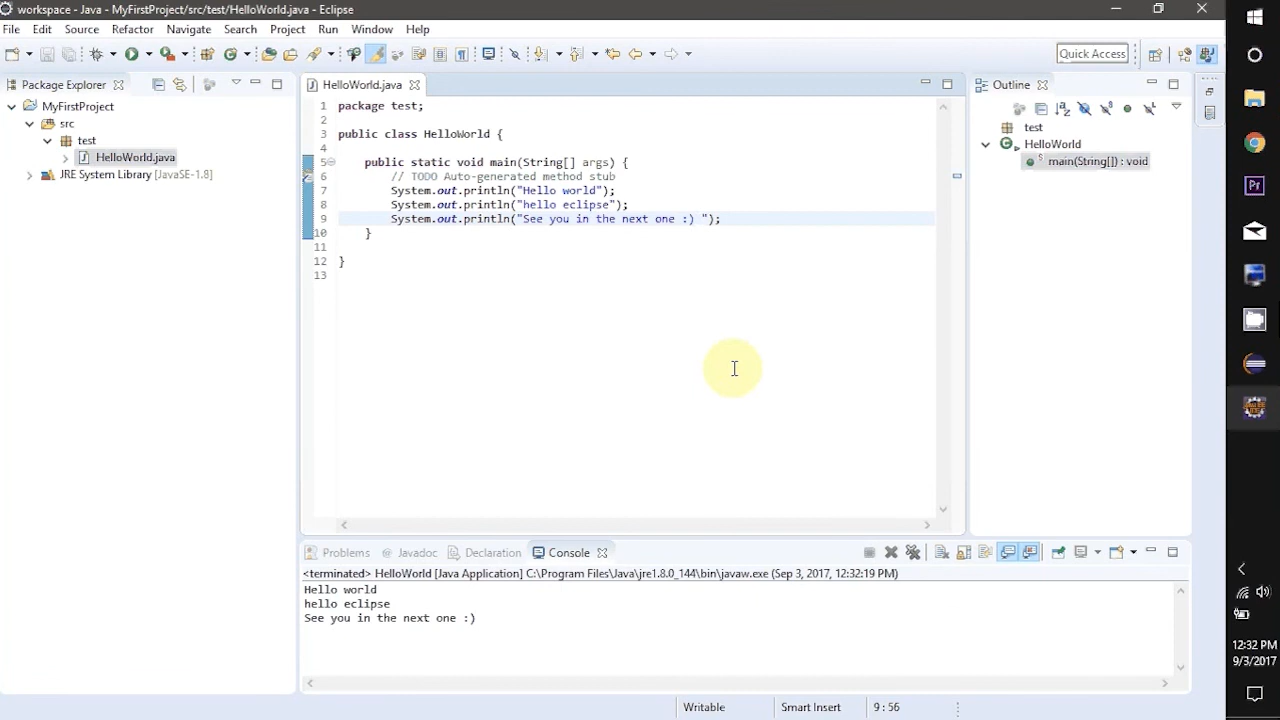 workspace - Java - MyFirstProject/src/test/HelloWorld.java - Eclipse
File Edit Source Refactor Navigate Search Project Run Window Help
Quick Access
Package Explorer
MyFirstProject
src
test
HelloWorld.java
JRE System Library [JavaSE-1.8]
HelloWorld.java
1 package test;
2
3 public class HelloWorld {
4
5 public static void main(String[] args) {
6 // TODO Auto-generated method stub
7 System.out.println("Hello world");
8 System.out.println("hello eclipse");
9 System.out.println("See you in the next one :) ");
10 }
11
12 }
13
Outline
test
HelloWorld
main(String[]) : void
Problems @ Javadoc Declaration Console
<terminated> HelloWorld [Java Application] C:\Program Files\Java\jre1.8.0_144\bin\javaw.exe (Sep 3, 2017, 12:32:19 PM)
Hello world
hello eclipse
See you in the next one :)
Writable Smart Insert 9 : 56
Pr
12:32 PM
9/3/2017